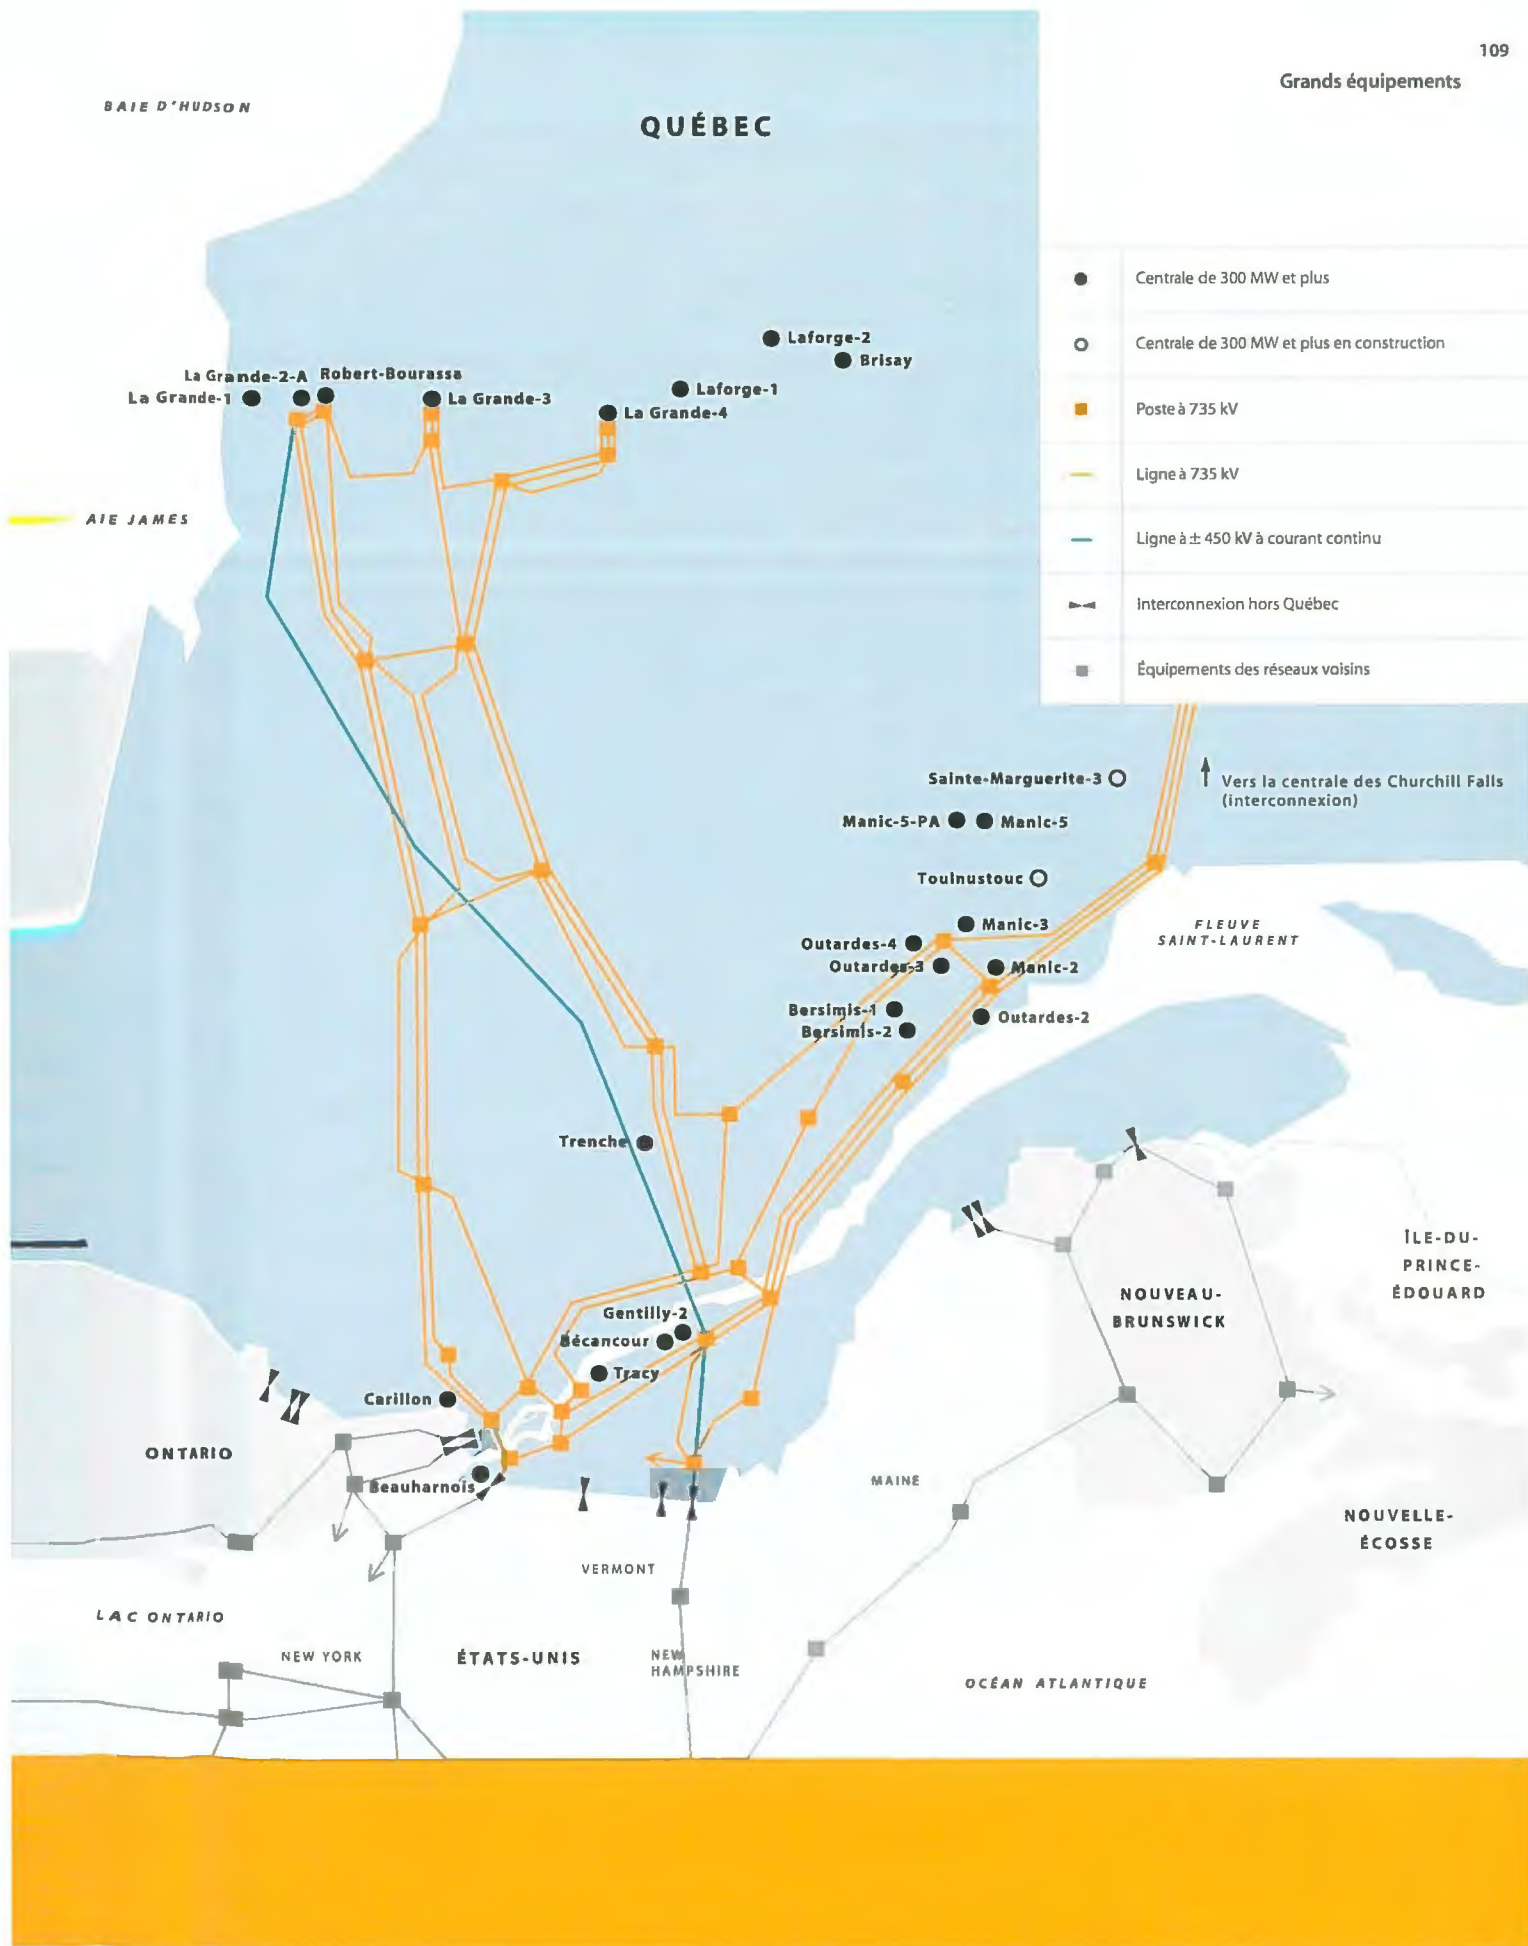 109
Grands équipements
BAIE D'HUDSON
QUÉBEC
Centrale de 300 MW et plus
Centrale de 300 MW et plus en construction
Poste à 735 kV
Ligne à 735 kV
Ligne à ± 450 kV à courant continu
Interconnexion hors Québec
Équipements des réseaux voisins
Laforge-2
Brisay
La Grande-2-A
Robert-Bourassa
La Grande-1
La Grande-3
Laforge-1
La Grande-4
AIE JAMES
Sainte-Marguerite-3
Vers la centrale des Churchill Falls
(interconnexion)
Manic-5-PA
Manic-5
Toulnustouc
Manic-3
FLEUVE
SAINT-LAURENT
Outardes-4
Outardes-3
Manic-2
Bersimis-1
Outardes-2
Bersimis-2
Trenche
ÎLE-DU-
PRINCE-
ÉDOUARD
NOUVEAU-
BRUNSWICK
Gentilly-2
Bécancour
Tracy
Carillon
ONTARIO
Beauharnois
MAINE
NOUVELLE-
ÉCOSSE
VERMONT
LAC ONTARIO
NEW YORK
ÉTATS-UNIS
NEW
HAMPSHIRE
OCÉAN ATLANTIQUE